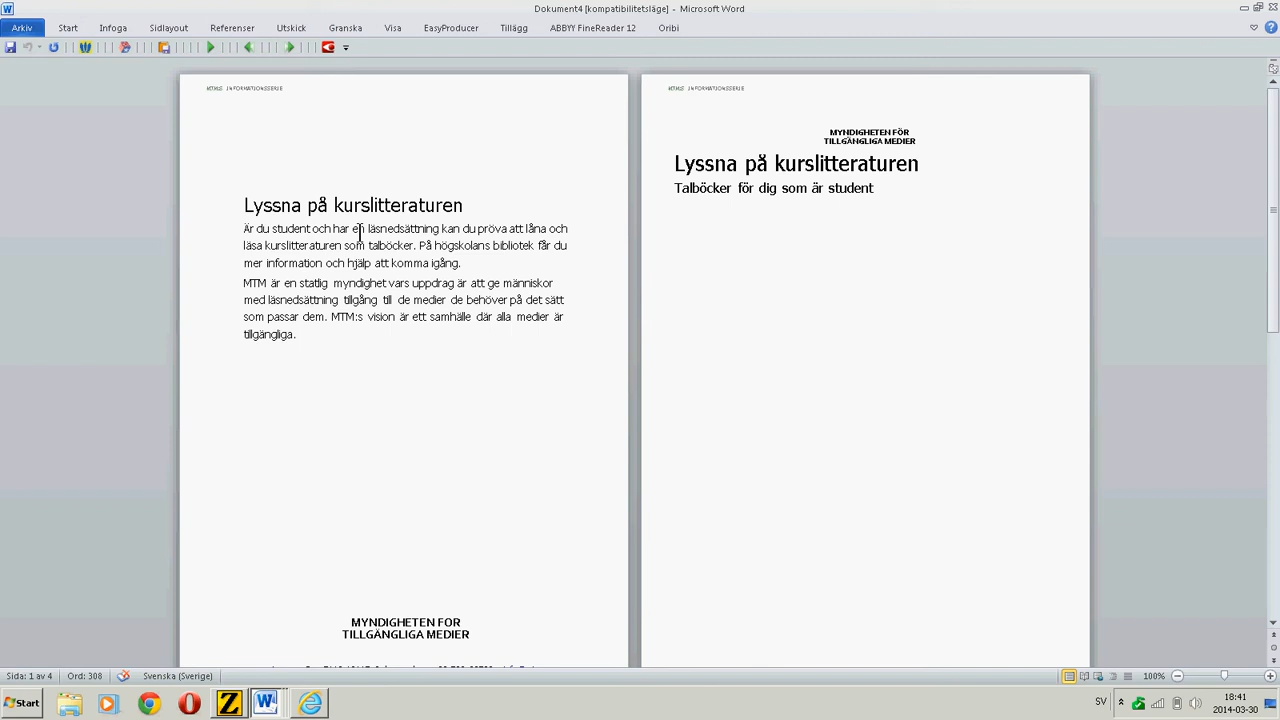 Dokument4 [kompatibilitetsläge] - Microsoft Word
Arkiv Start Infoga Sidlayout Referenser Utskick Granska Visa EasyProducer Tillägg ABBYY FineReader 12 Oribi
INFORMATIONSSERIE
Lyssna på kurslitteraturen
Är du student och har en läsnedsättning kan du pröva att låna och
läsa kurslitteraturen som talböcker. På högskolans bibliotek får du
mer information och hjälp att komma igång.
MTM är en statlig myndighet vars uppdrag är att ge människor
med läsnedsättning tillgång till de medier de behöver på det sätt
som passar dem. MTM:s vision är ett samhälle där alla medier är
tillgängliga.
MYNDIGHETEN FÖR
TILLGÄNGLIGA MEDIER
INFORMATIONSSERIE
MYNDIGHETEN FÖR
TILLGÄNGLIGA MEDIER
Lyssna på kurslitteraturen
Talböcker för dig som är student
Sida: 1 av 4 Ord: 308 Svenska (Sverige) 100%
Start SV 18:41
2014-03-30